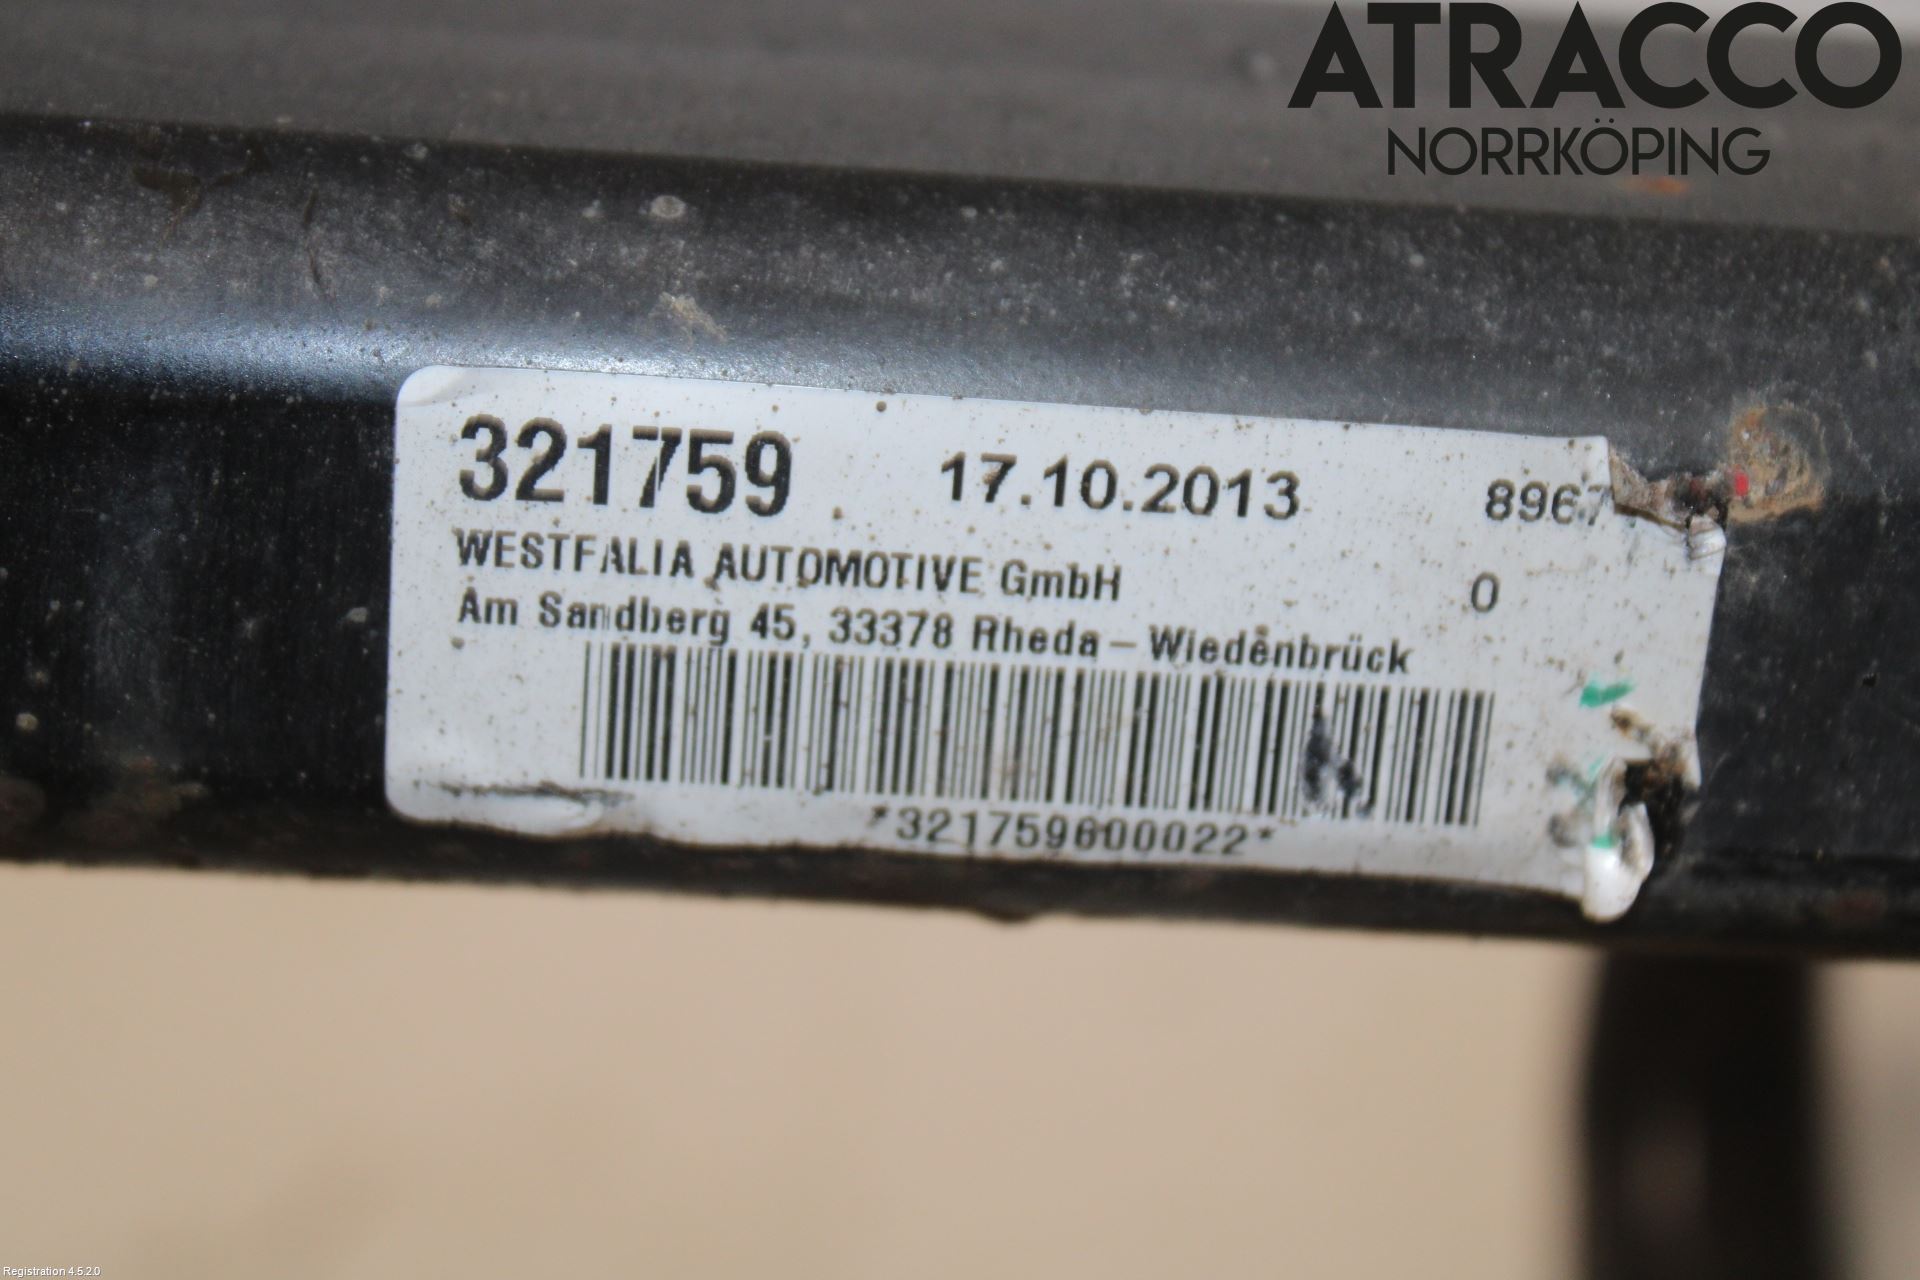 ATRACCO
NORRKÖPING
321759 17.10.2013 8967
WESTFALIA AUTOMOTIVE GmbH 0
Am Sandberg 45, 33378 Rheda – Wiedenbrück
*321759600022*
Registration 4.5.2.0